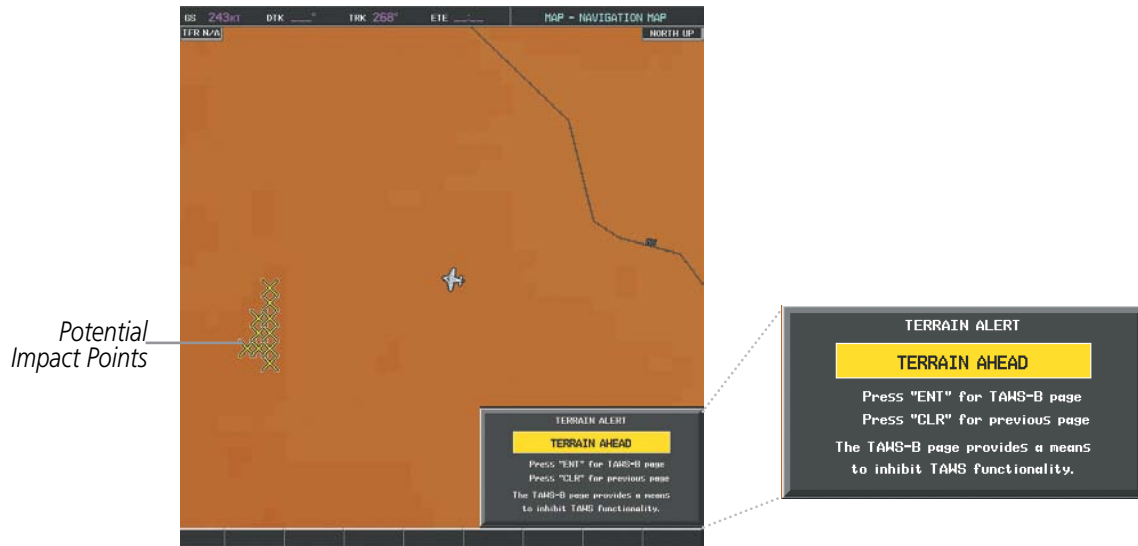 GS 243KT DTK ___° TRK 268° ETE __:__ MAP - NAVIGATION MAP
TFR N/A NORTH UP
Potential
Impact Points
TERRAIN ALERT
TERRAIN AHEAD
Press "ENT" for TAWS-B page
Press "CLR" for previous page
The TAWS-B page provides a means
to inhibit TAWS functionality.
TERRAIN ALERT
TERRAIN AHEAD
Press "ENT" for TAWS-B page
Press "CLR" for previous page
The TAWS-B page provides a means
to inhibit TAWS functionality.